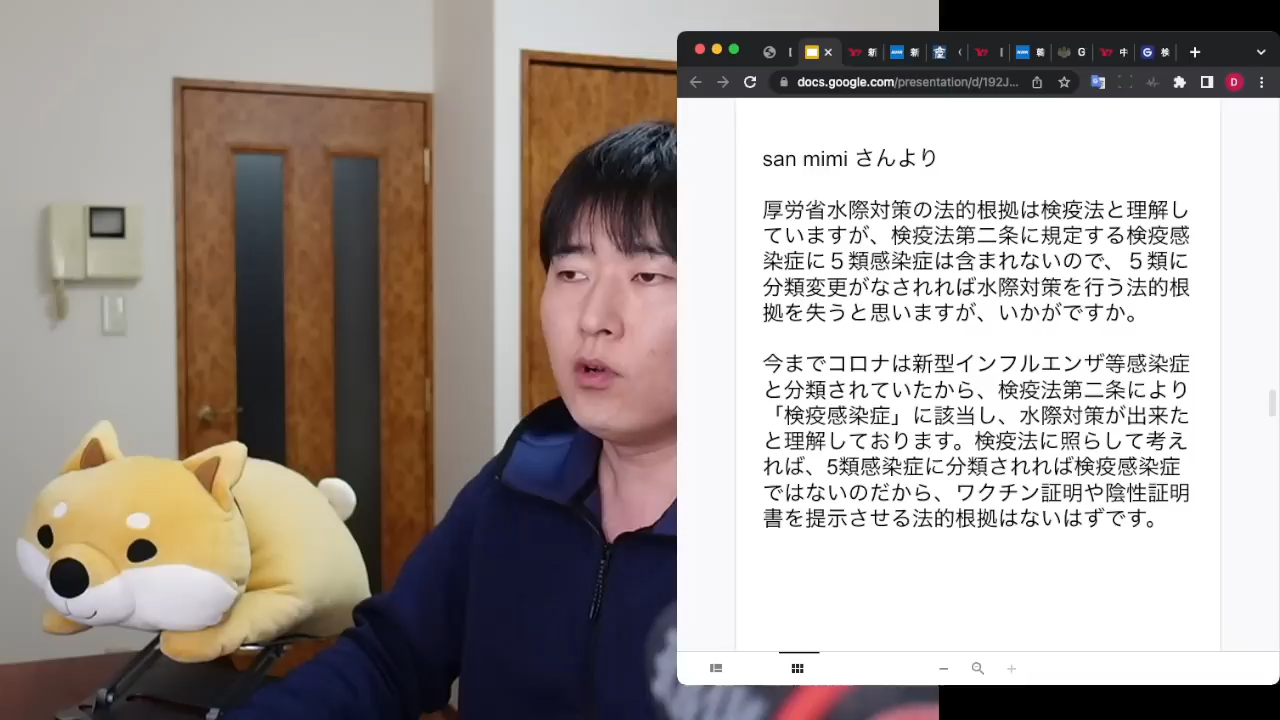 新
新
G
キ
検
docs.google.com/presentation/d/192J...
D
san mimi さんより
厚労省水際対策の法的根拠は検疫法と理解し
ていますが、検疫法第二条に規定する検疫感
染症に５類感染症は含まれないので、５類に
分類変更がなされれば水際対策を行う法的根
拠を失うと思いますが、いかがですか。
今までコロナは新型インフルエンザ等感染症
と分類されていたから、検疫法第二条により
「検疫感染症」に該当し、水際対策が出来た
と理解しております。検疫法に照らして考え
れば、5類感染症に分類されれば検疫感染症
ではないのだから、ワクチン証明や陰性証明
書を提示させる法的根拠はないはずです。